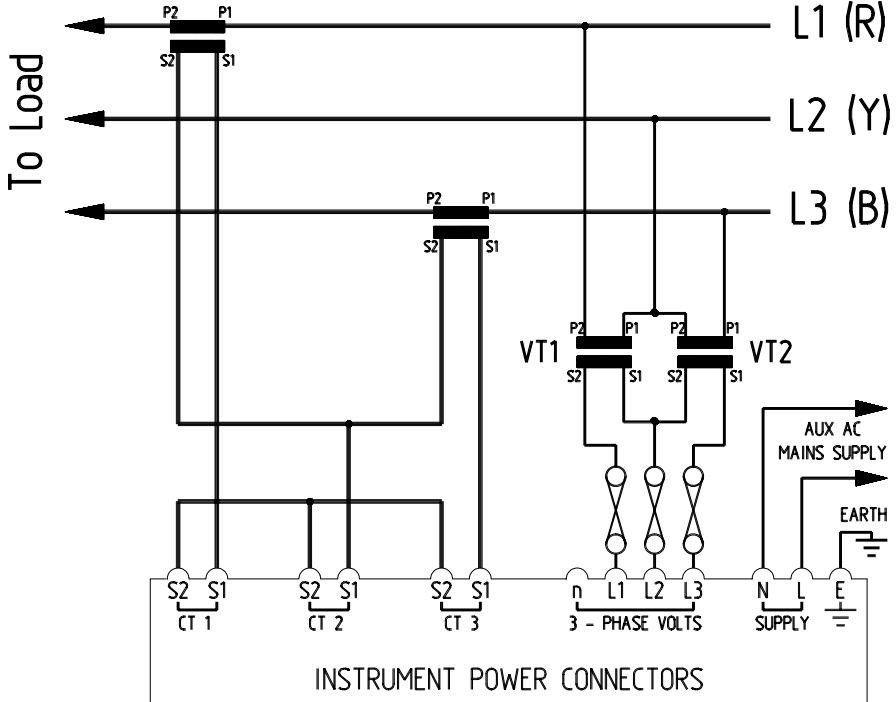 P2 P1
L1 (R)
S2 S1
To Load
L2 (Y)
P2 P1
L3 (B)
S2 S1
P2 P1 P2 P1
VT1 VT2
S2 S1 S2 S1
AUX AC
MAINS SUPPLY
EARTH
S2 S1 S2 S1 S2 S1 n L1 L2 L3 N L E
CT 1 CT 2 CT 3 3 - PHASE VOLTS SUPPLY
INSTRUMENT POWER CONNECTORS